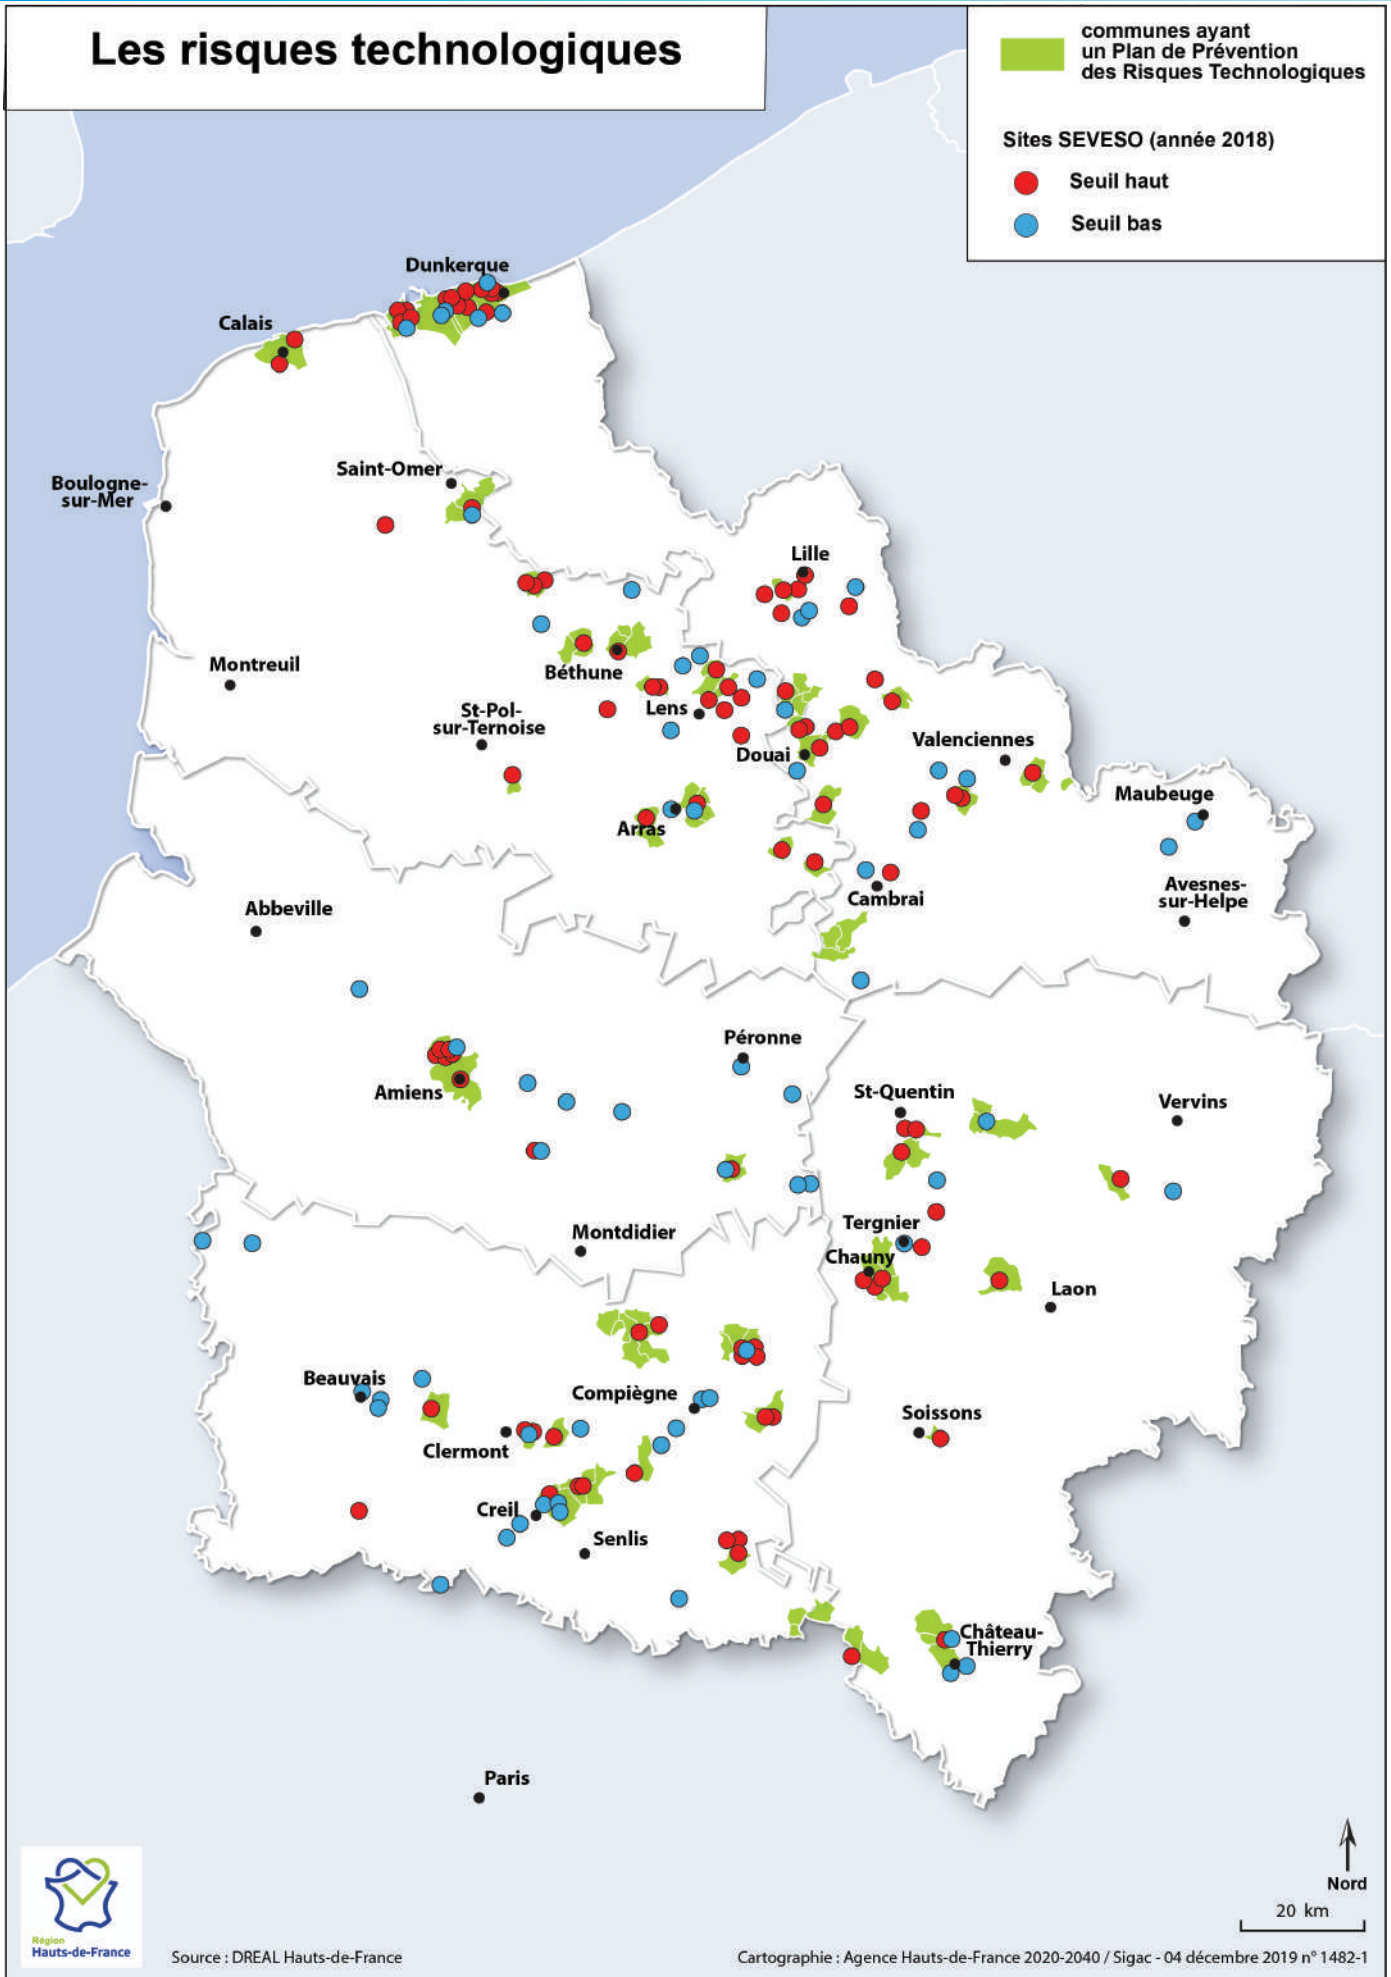 Les risques technologiques
communes ayant
un Plan de Prévention
des Risques Technologiques
Sites SEVESO (année 2018)
Seuil haut
Seuil bas
Dunkerque
Calais
Saint-Omer
Boulogne-
sur-Mer
Lille
Montreuil
Béthune
St-Pol-
sur-Ternoise
Lens
Douai
Valenciennes
Maubeuge
Arras
Avesnes-
sur-Helpe
Cambrai
Abbeville
Péronne
Amiens
St-Quentin
Vervins
Montdidier
Tergnier
Chauny
Laon
Beauvais
Compiègne
Soissons
Clermont
Creil
Senlis
Château-
Thierry
Paris
Nord
20 km
Région
Hauts-de-France
Source : DREAL Hauts-de-France
Cartographie : Agence Hauts-de-France 2020-2040 / Sigac - 04 décembre 2019 n° 1482-1